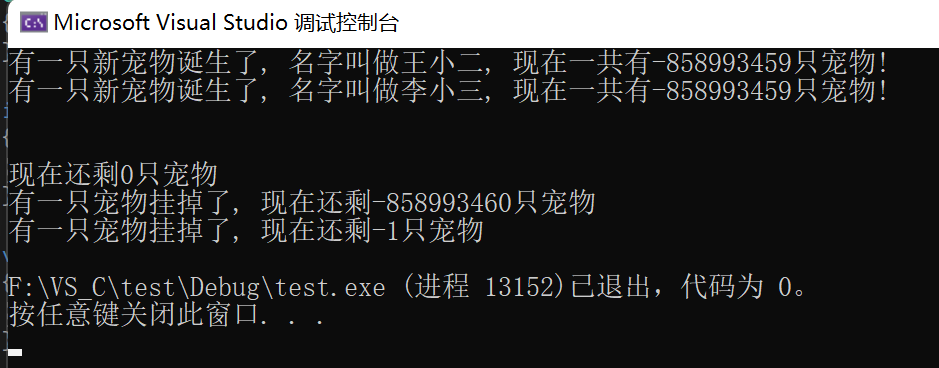 Microsoft Visual Studio 调试控制台
有一只新宠物诞生了, 名字叫做王小二, 现在一共有-858993459只宠物!
有一只新宠物诞生了, 名字叫做李小三, 现在一共有-858993459只宠物!
现在还剩0只宠物
有一只宠物挂掉了, 现在还剩-858993460只宠物
有一只宠物挂掉了, 现在还剩-1只宠物
F:\VS_C\test\Debug\test.exe (进程 13152)已退出，代码为 0。
按任意键关闭此窗口. . .